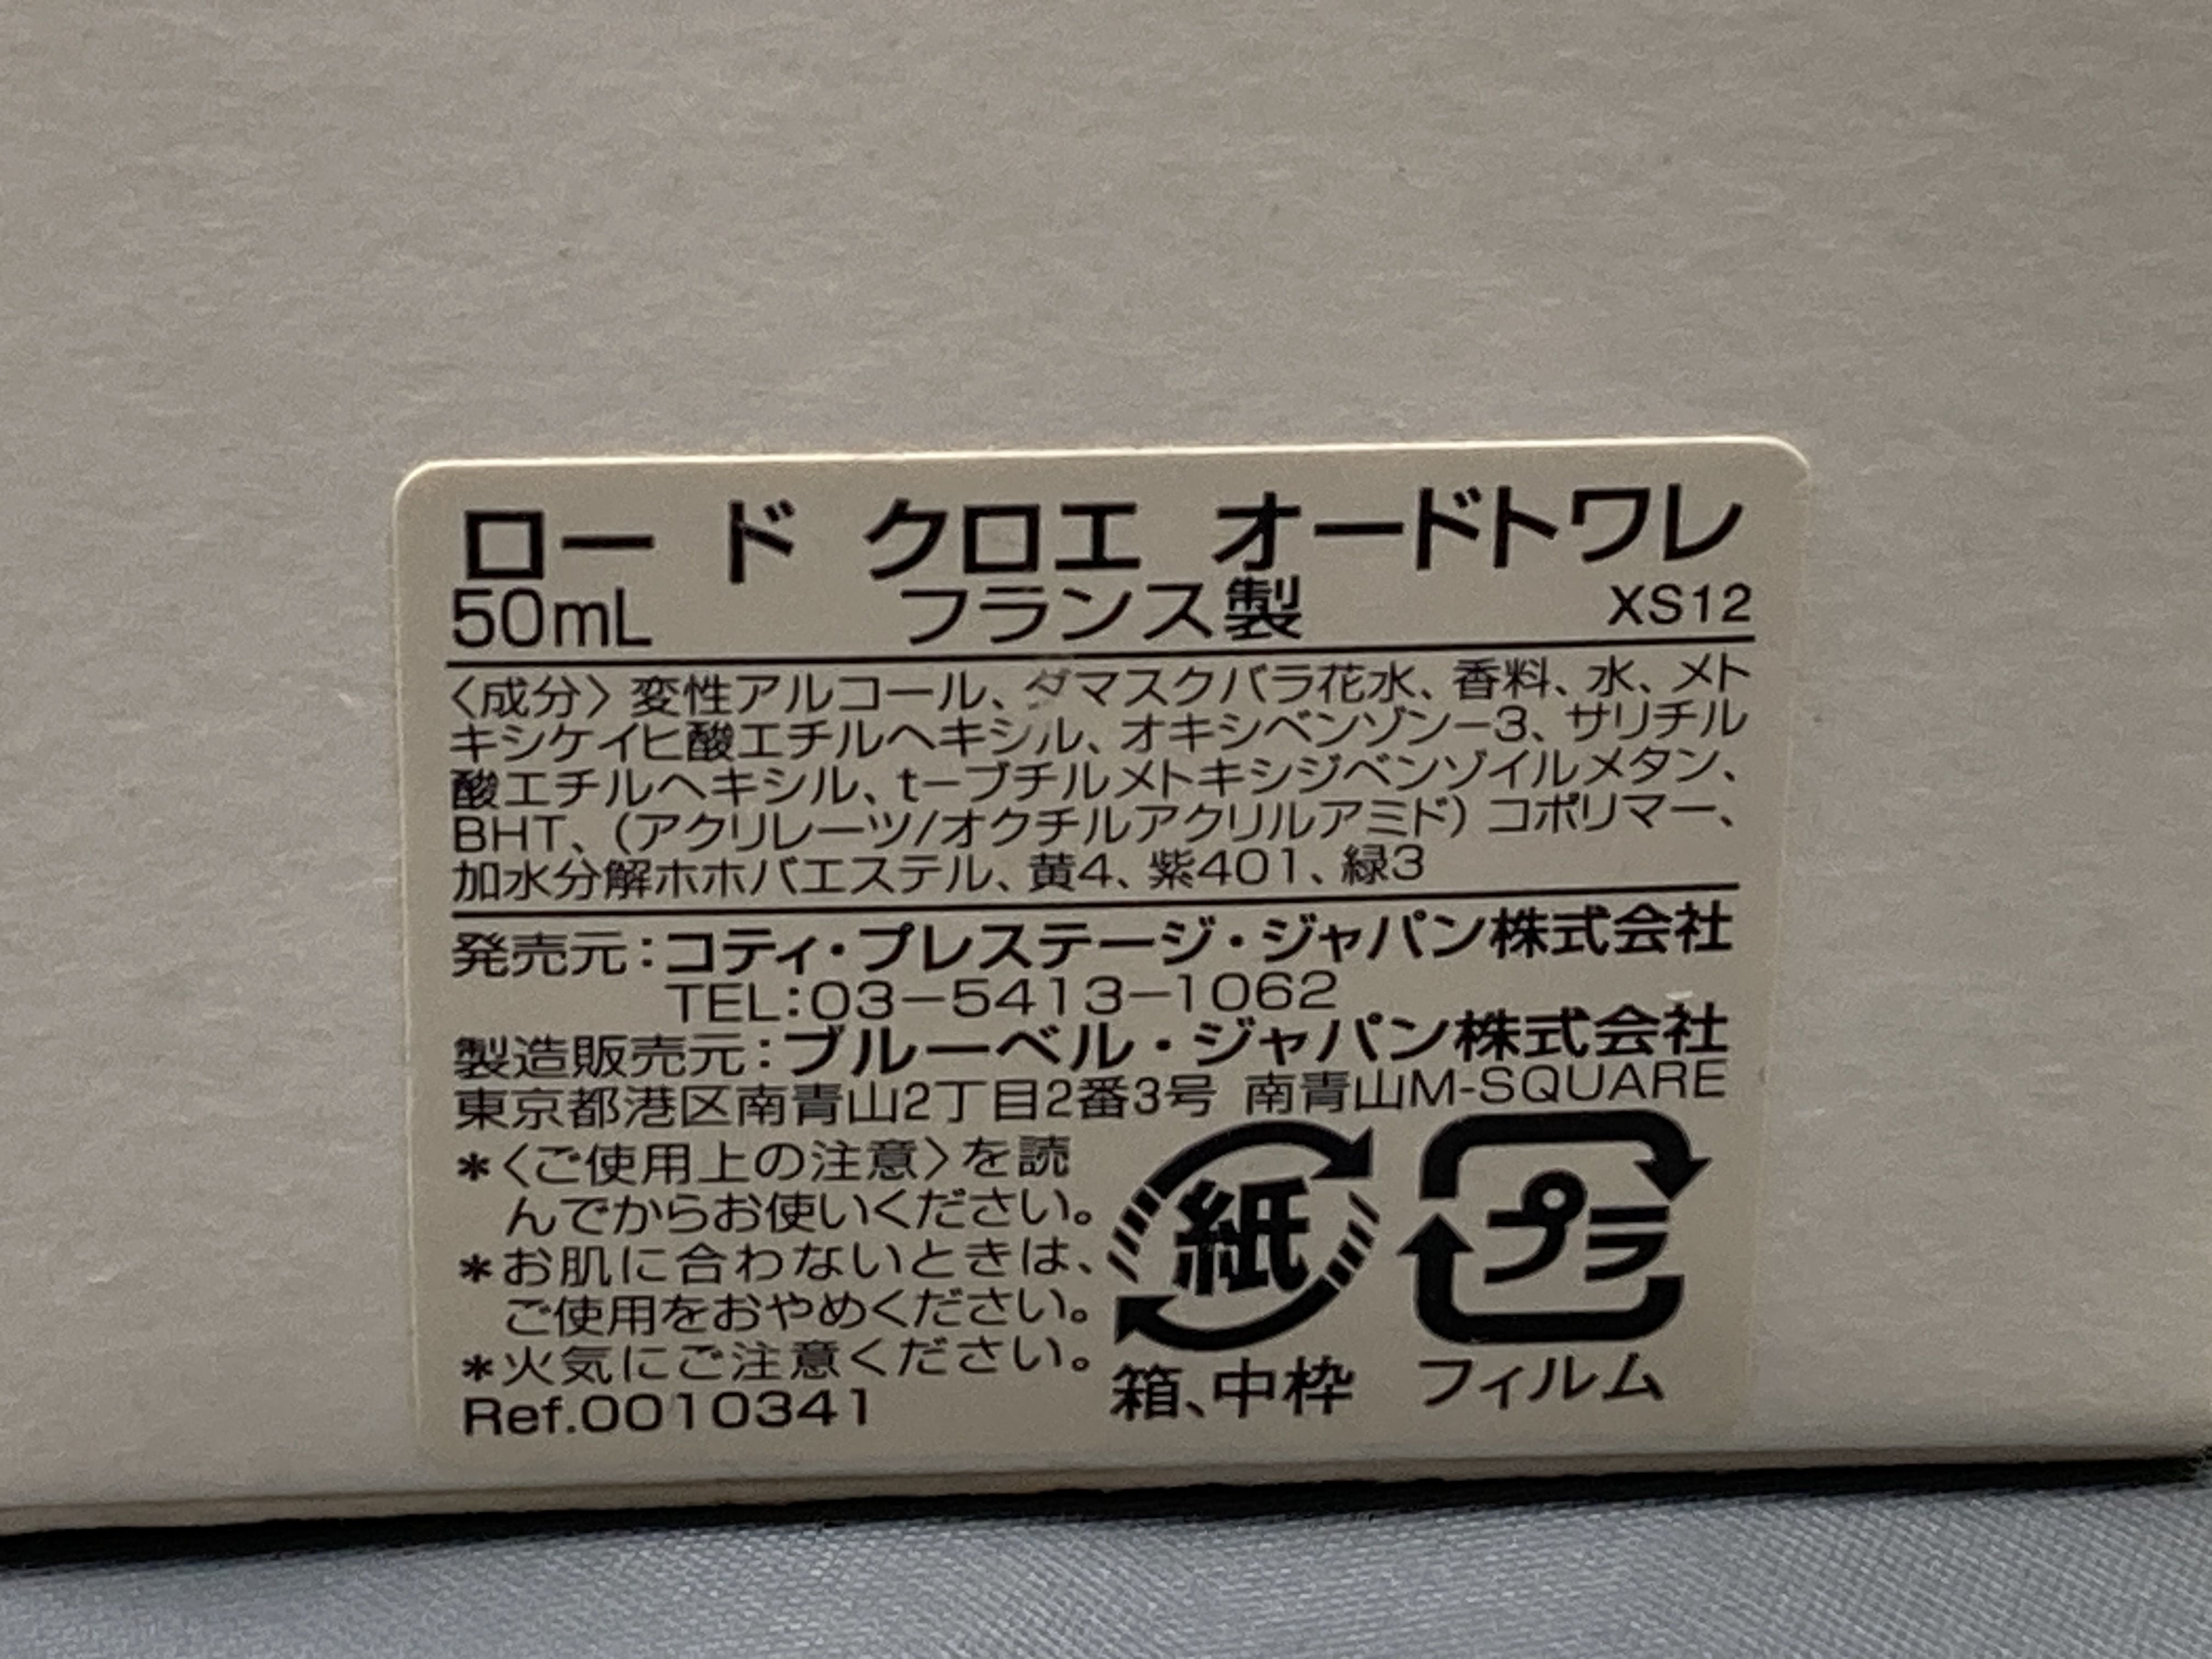 ロー ド クロエ オードトワレ
50mL フランス製 XS12
〈成分〉変性アルコール、ダマスクバラ花水、香料、水、メト
キシケイヒ酸エチルヘキシル、オキシベンゾン−3、サリチル
酸エチルヘキシル、t−ブチルメトキシジベンゾイルメタン、
BHT、(アクリレーツ/オクチルアクリルアミド)コポリマー、
加水分解ホホバエステル、黄4、紫401、緑3
発売元:コティ・プレステージ・ジャパン株式会社
TEL:03−5413−1062
製造販売元:ブルーベル・ジャパン株式会社
東京都港区南青山2丁目2番3号 南青山M-SQUARE
*〈ご使用上の注意〉を読
んでからお使いください。
*お肌に合わないときは、
ご使用をおやめください。
*火気にご注意ください。
Ref.0010341
紙
箱、中枠
プラ
フィルム